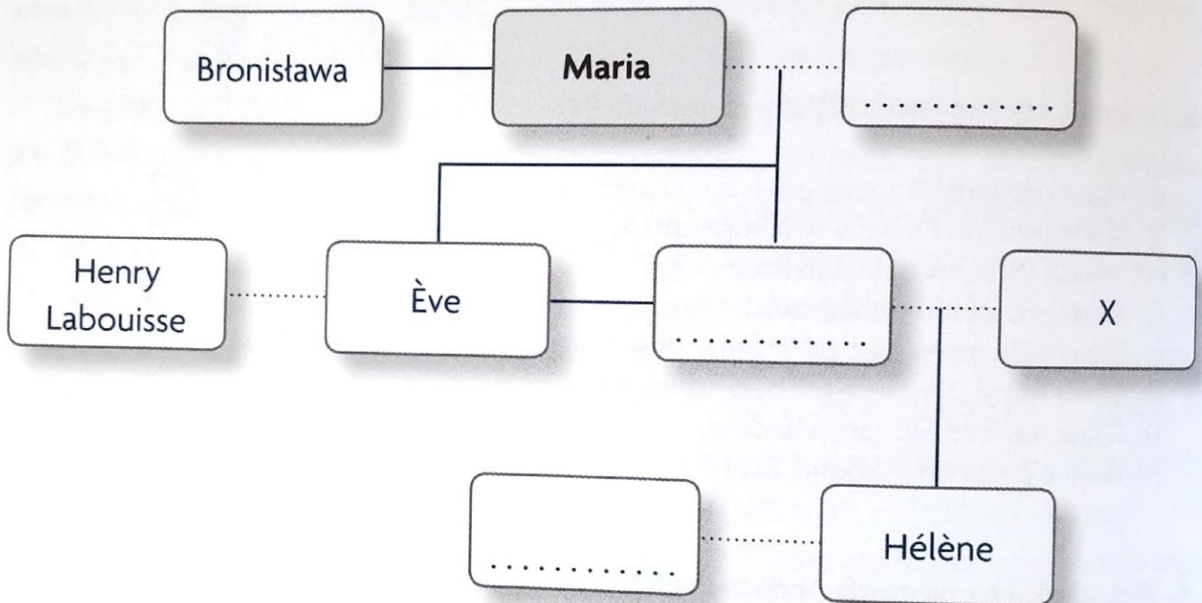 Bronisława
Maria
. . . . . . . . . . . .
Henry
Labouisse
Ève
. . . . . . . . . . . .
X
. . . . . . . . . . .
Hélène